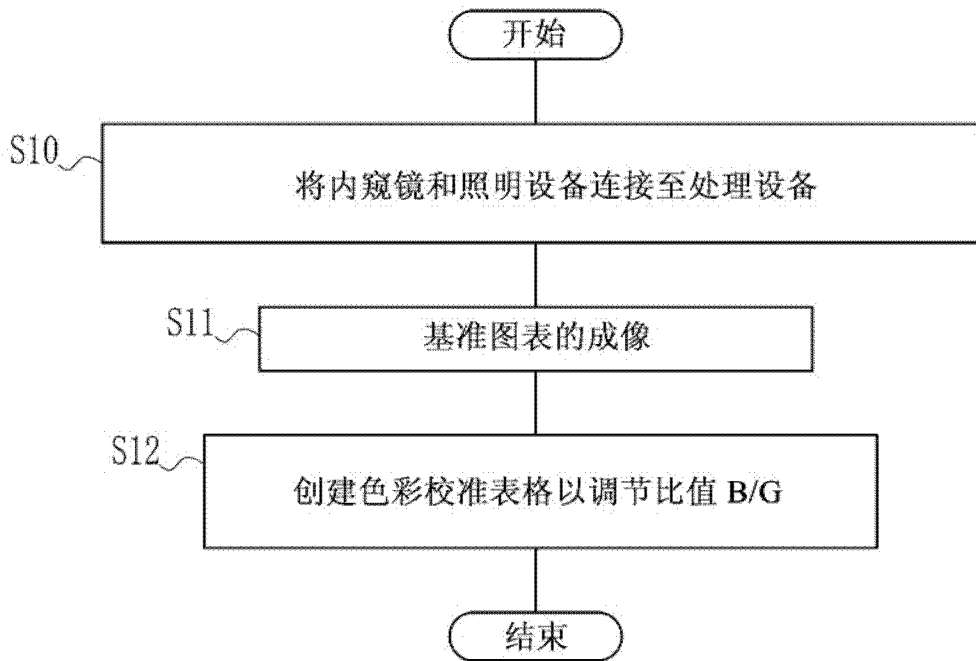 开始
S10
将内窥镜和照明设备连接至处理设备
S11
基准图表的成像
S12
创建色彩校准表格以调节比值 B/G
结束